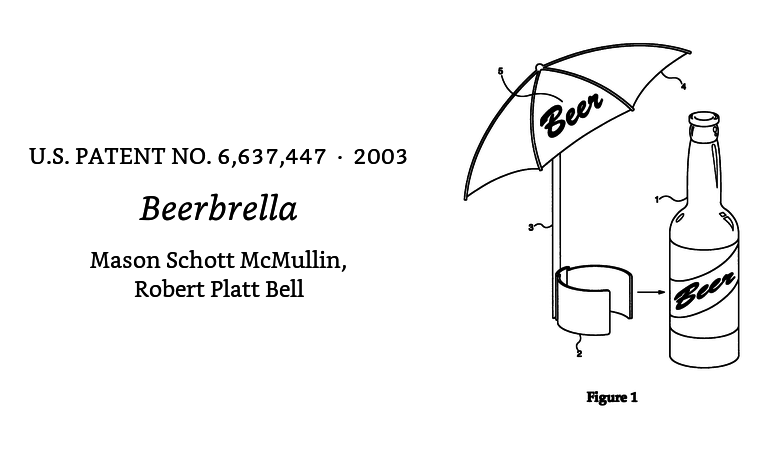 U.S. PATENT NO. 6,637,447 · 2003
Beerbrella
Mason Schott McMullin,
Robert Platt Bell
5
4
Beer
1
3
Beer
2
Figure 1